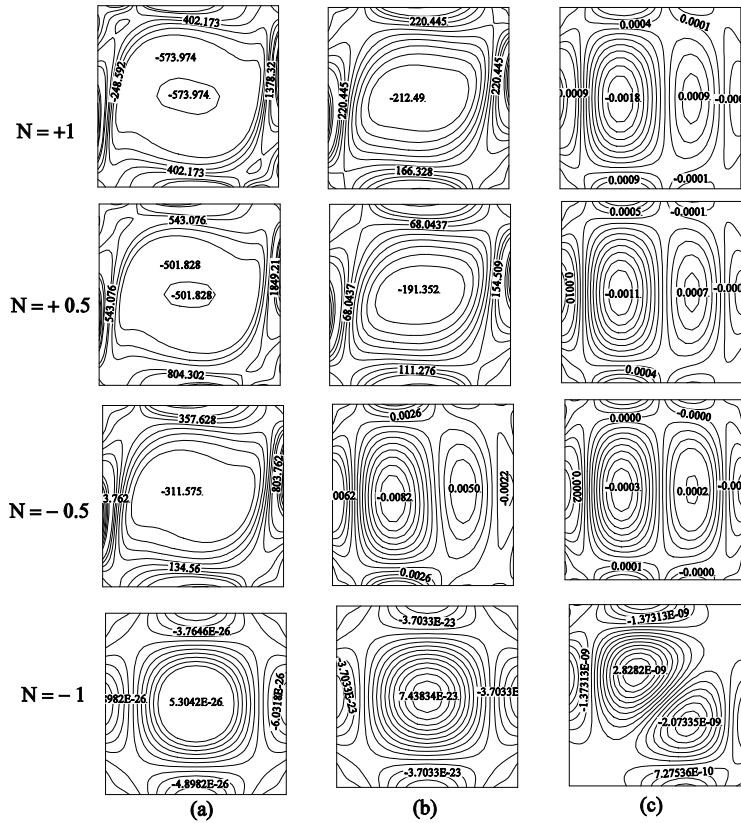 402.173
-573.974
-248.592
-573.974
1378.32
402.173
220.445
220.445
220.445
-212.49
166.328
0.0004
0.0001
0.0009
-0.0018
0.0009
0.0009
-0.0001
N = +1
543.076
-501.828
543.076
-501.828
1849.21
804.302
68.0437
68.0437
-191.352
154.509
111.276
0.0005
-0.0001
0.0010
-0.0011
0.0007
0.0004
N = + 0.5
357.628
-311.575
803.762
134.56
0.0026
-0.0082
0.0050
-0.0022
0.0026
0.0000
-0.0000
0.0002
-0.0003
0.0002
0.0001
-0.0000
N = − 0.5
-3.7646E-26
5.3042E-26
-6.0318E-26
-4.8982E-26
-3.7033E-23
-3.7033E-23
7.43834E-23
-3.7033E-23
-1.37313E-09
-1.37313E-09
2.8282E-09
-2.07335E-09
7.27536E-10
N = − 1
(a)
(b)
(c)